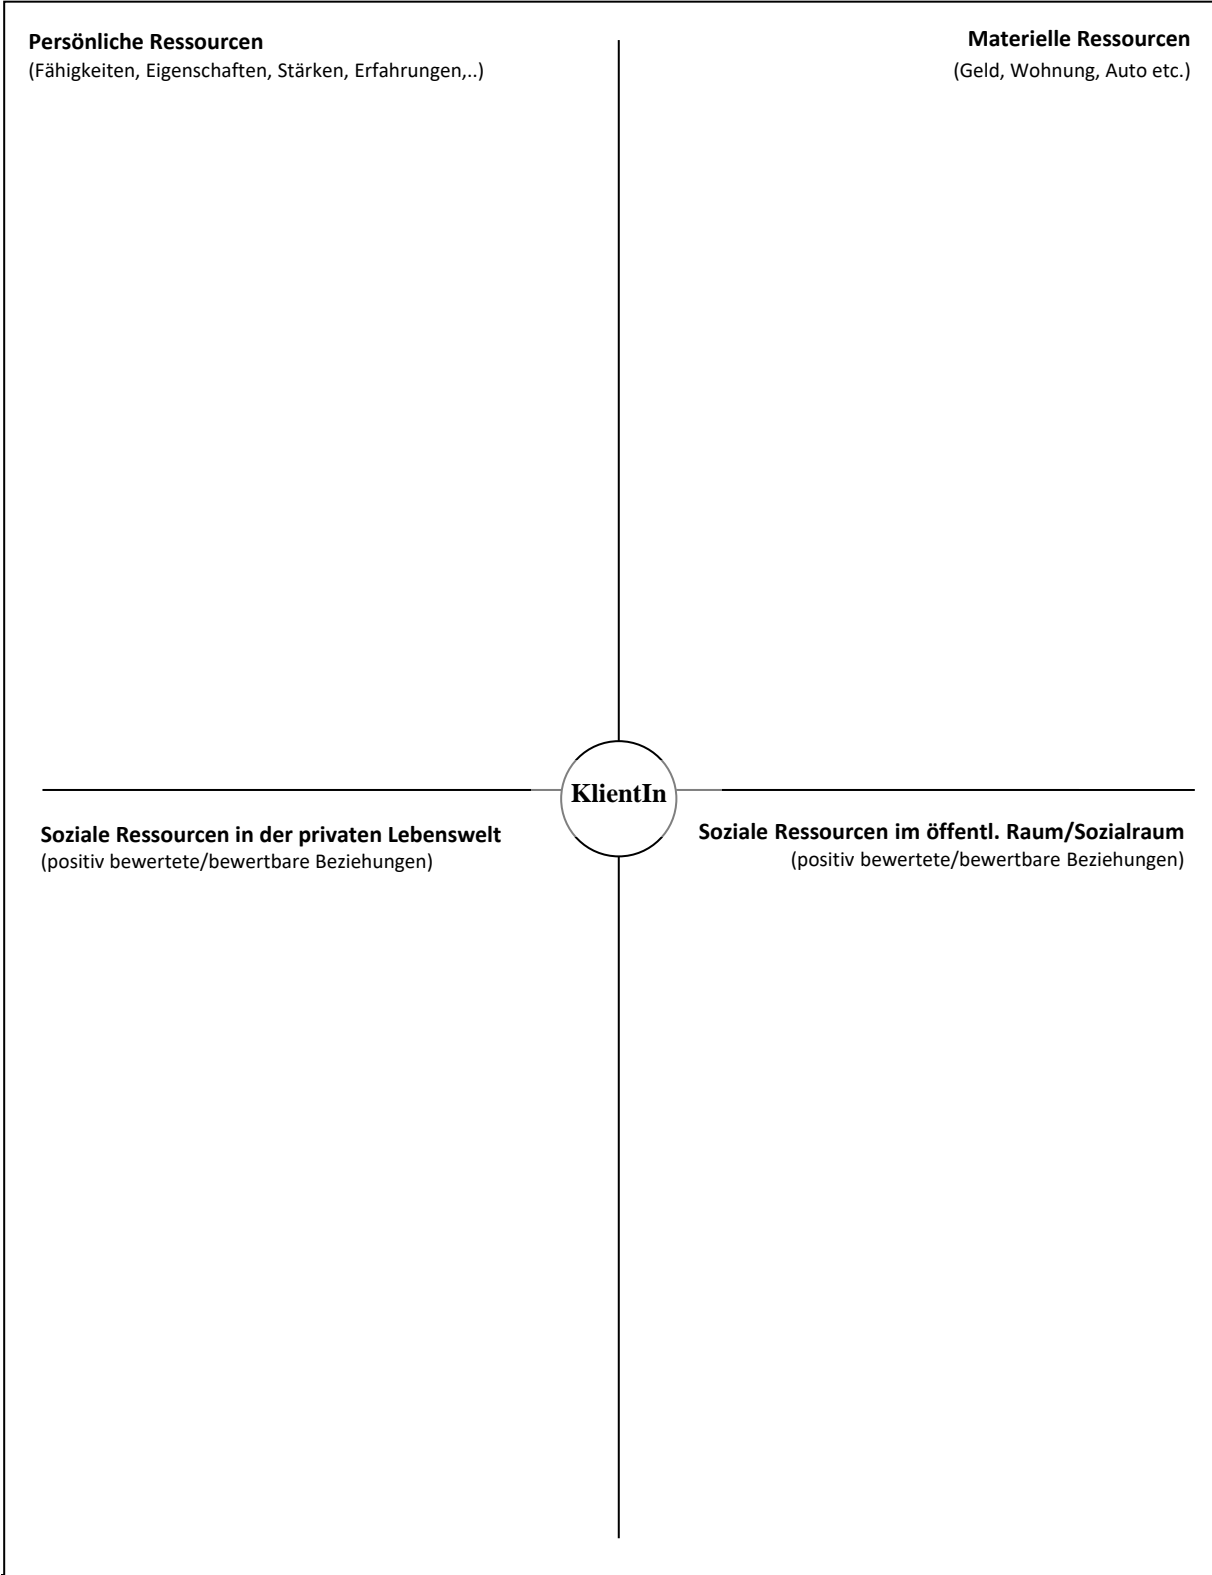 Persönliche Ressourcen
(Fähigkeiten, Eigenschaften, Stärken, Erfahrungen,..)
Materielle Ressourcen
(Geld, Wohnung, Auto etc.)
KlientIn
Soziale Ressourcen in der privaten Lebenswelt
(positiv bewertete/bewertbare Beziehungen)
Soziale Ressourcen im öffentl. Raum/Sozialraum
(positiv bewertete/bewertbare Beziehungen)